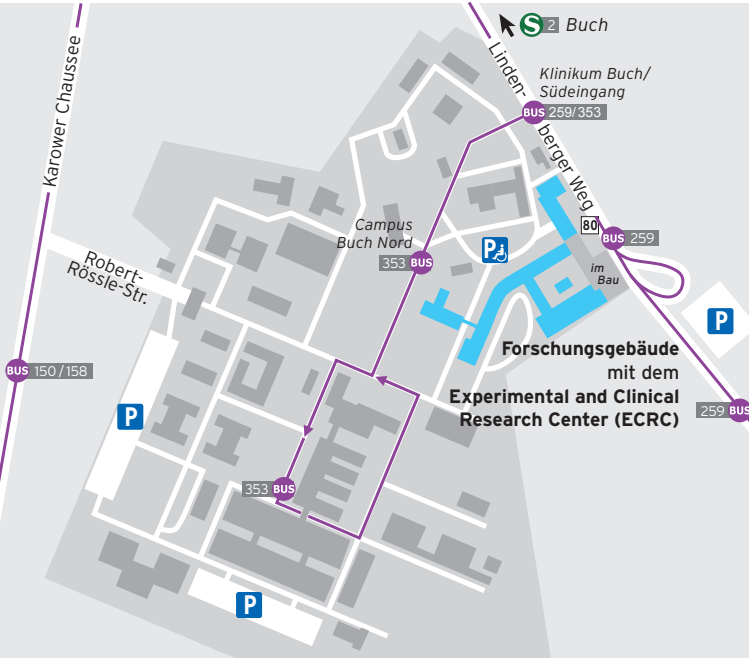 S 2 Buch
Karower Chaussee
Linden-
berger Weg
Klinikum Buch/
Südeingang
BUS 259/353
Campus
Buch Nord
353 BUS
80
BUS 259
im
Bau
P
P
Robert-
Rössle-Str.
BUS 150/158
Forschungsgebäude
mit dem
Experimental and Clinical
Research Center (ECRC)
259 BUS
P
353 BUS
P